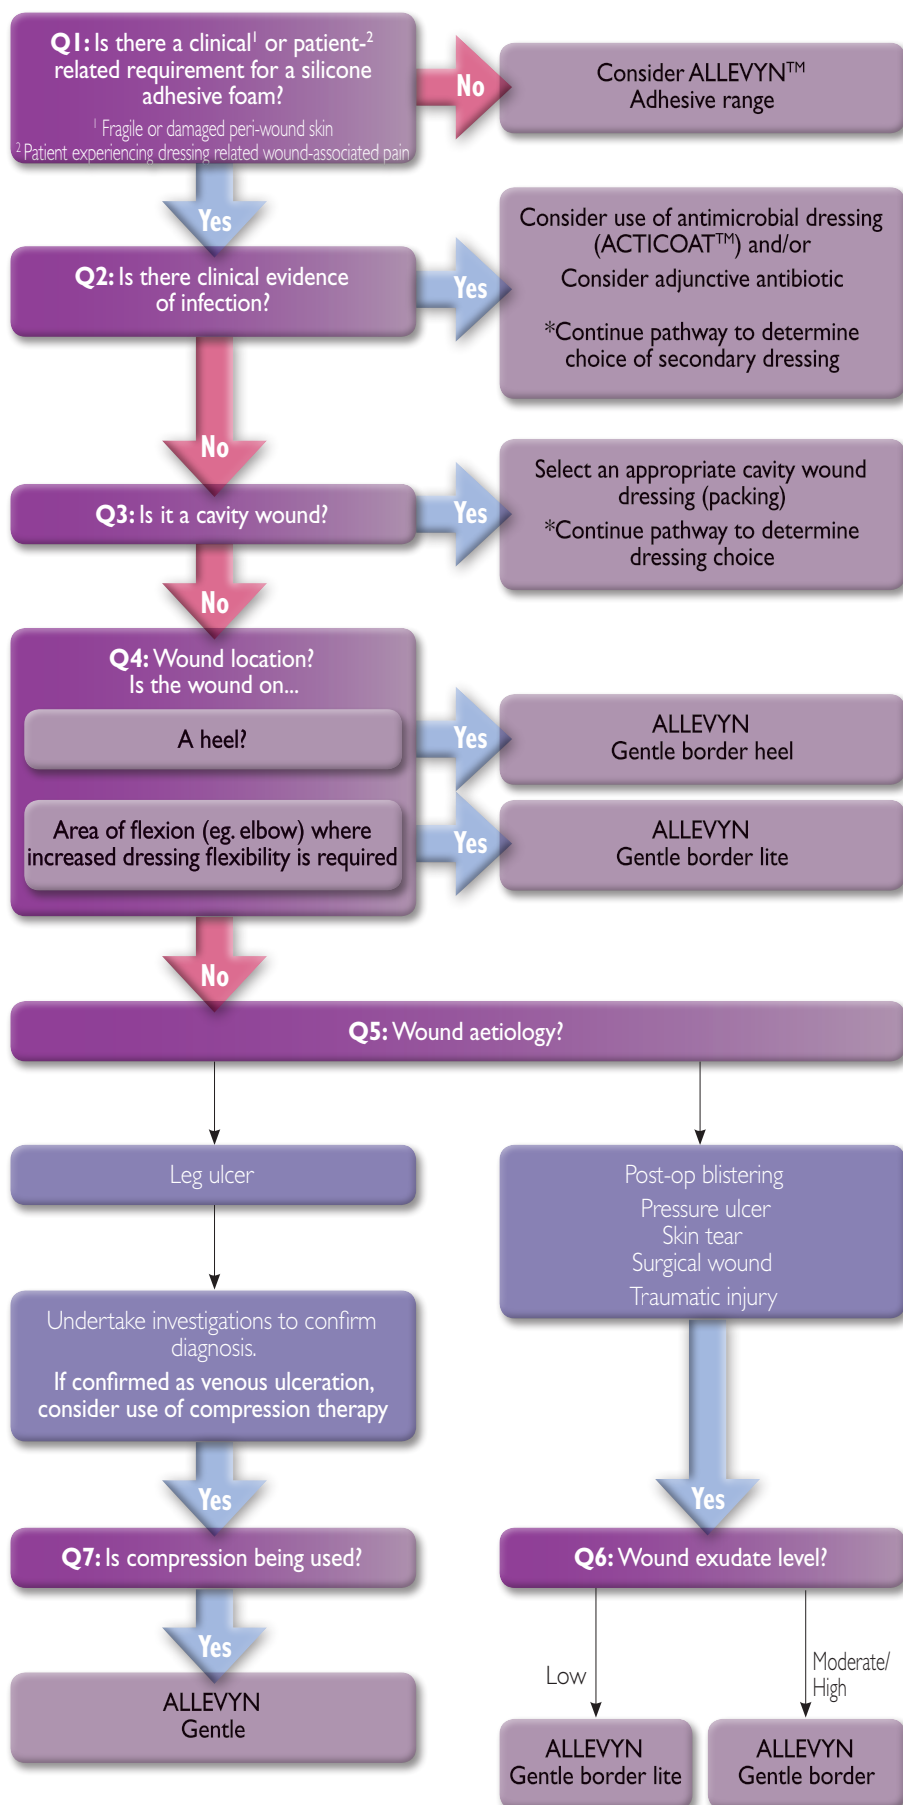 Q1: Is there a clinical¹ or patient-²
related requirement for a silicone
adhesive foam?
¹ Fragile or damaged peri-wound skin
² Patient experiencing dressing related wound-associated pain
No
Consider ALLEVYN™
Adhesive range
Yes
Q2: Is there clinical evidence
of infection?
Yes
Consider use of antimicrobial dressing
(ACTICOAT™) and/or
Consider adjunctive antibiotic
*Continue pathway to determine
choice of secondary dressing
No
Q3: Is it a cavity wound?
Yes
Select an appropriate cavity wound
dressing (packing)
*Continue pathway to determine
dressing choice
No
Q4: Wound location?
Is the wound on...
A heel?
Yes
ALLEVYN
Gentle border heel
Area of flexion (eg. elbow) where
increased dressing flexibility is required
Yes
ALLEVYN
Gentle border lite
No
Q5: Wound aetiology?
Leg ulcer
Undertake investigations to confirm
diagnosis.
If confirmed as venous ulceration,
consider use of compression therapy
Yes
Q7: Is compression being used?
Yes
ALLEVYN
Gentle
Post-op blistering
Pressure ulcer
Skin tear
Surgical wound
Traumatic injury
Yes
Q6: Wound exudate level?
Low
Moderate/
High
ALLEVYN
Gentle border lite
ALLEVYN
Gentle border